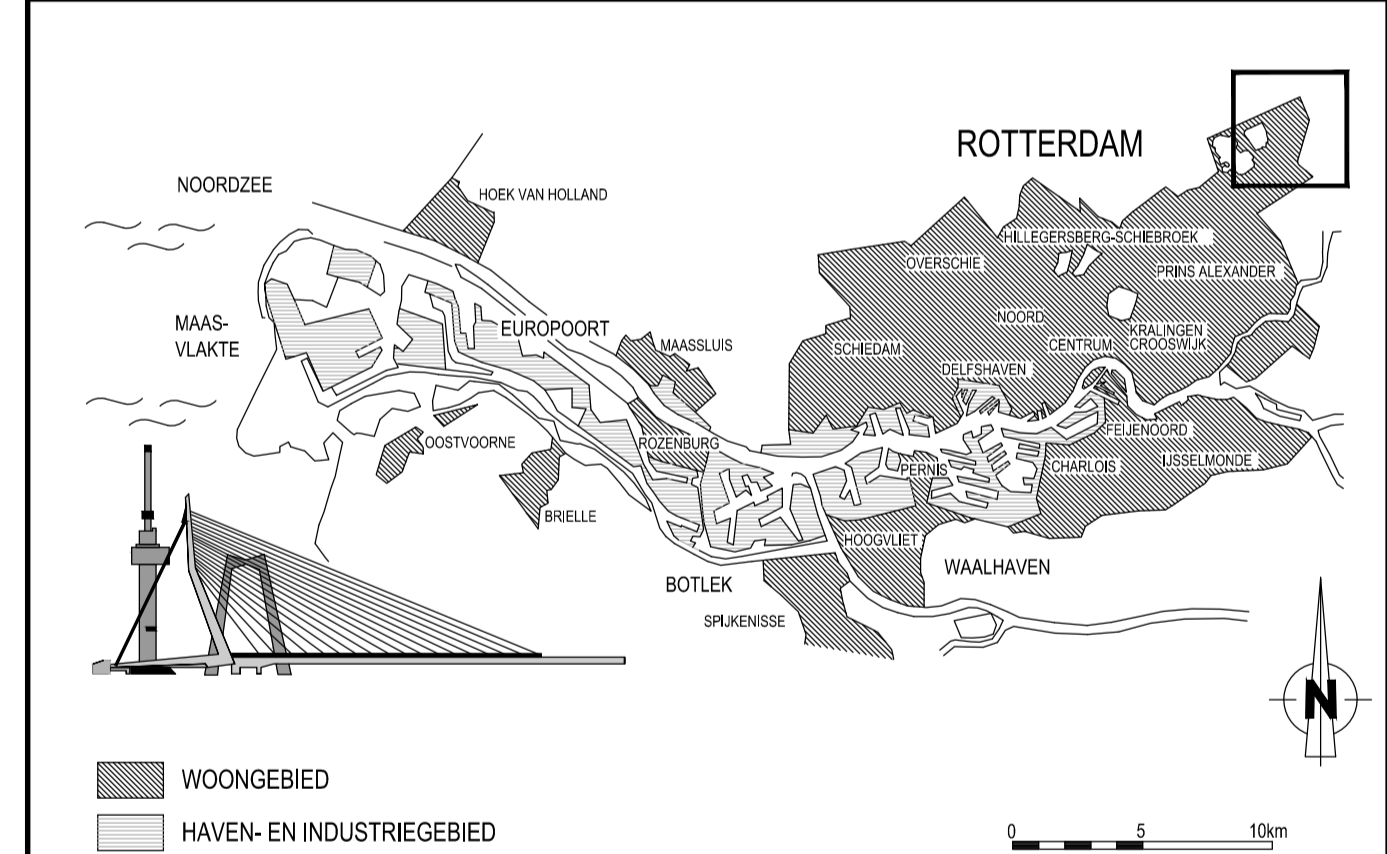 ROTTERDAM
NOORDZEE
HOEK VAN HOLLAND
HILLEGERSBERG-SCHIEBROEK
OVERSCHIE
PRINS ALEXANDER
MAAS-
VLAKTE
EUROPOORT
NOORD
KRALINGEN
CROOSWIJK
MAASSLUIS
SCHIEDAM
CENTRUM
DELFSHAVEN
OOSTVOORNE
ROZENBURG
FEIJENOORD
PERNIS
CHARLOIS
IJSSELMONDE
BRIELLE
HOOGVLIET
WAALHAVEN
BOTLEK
SPIJKENISSE
N
WOONGEBIED
HAVEN- EN INDUSTRIEGEBIED
0 5 10km